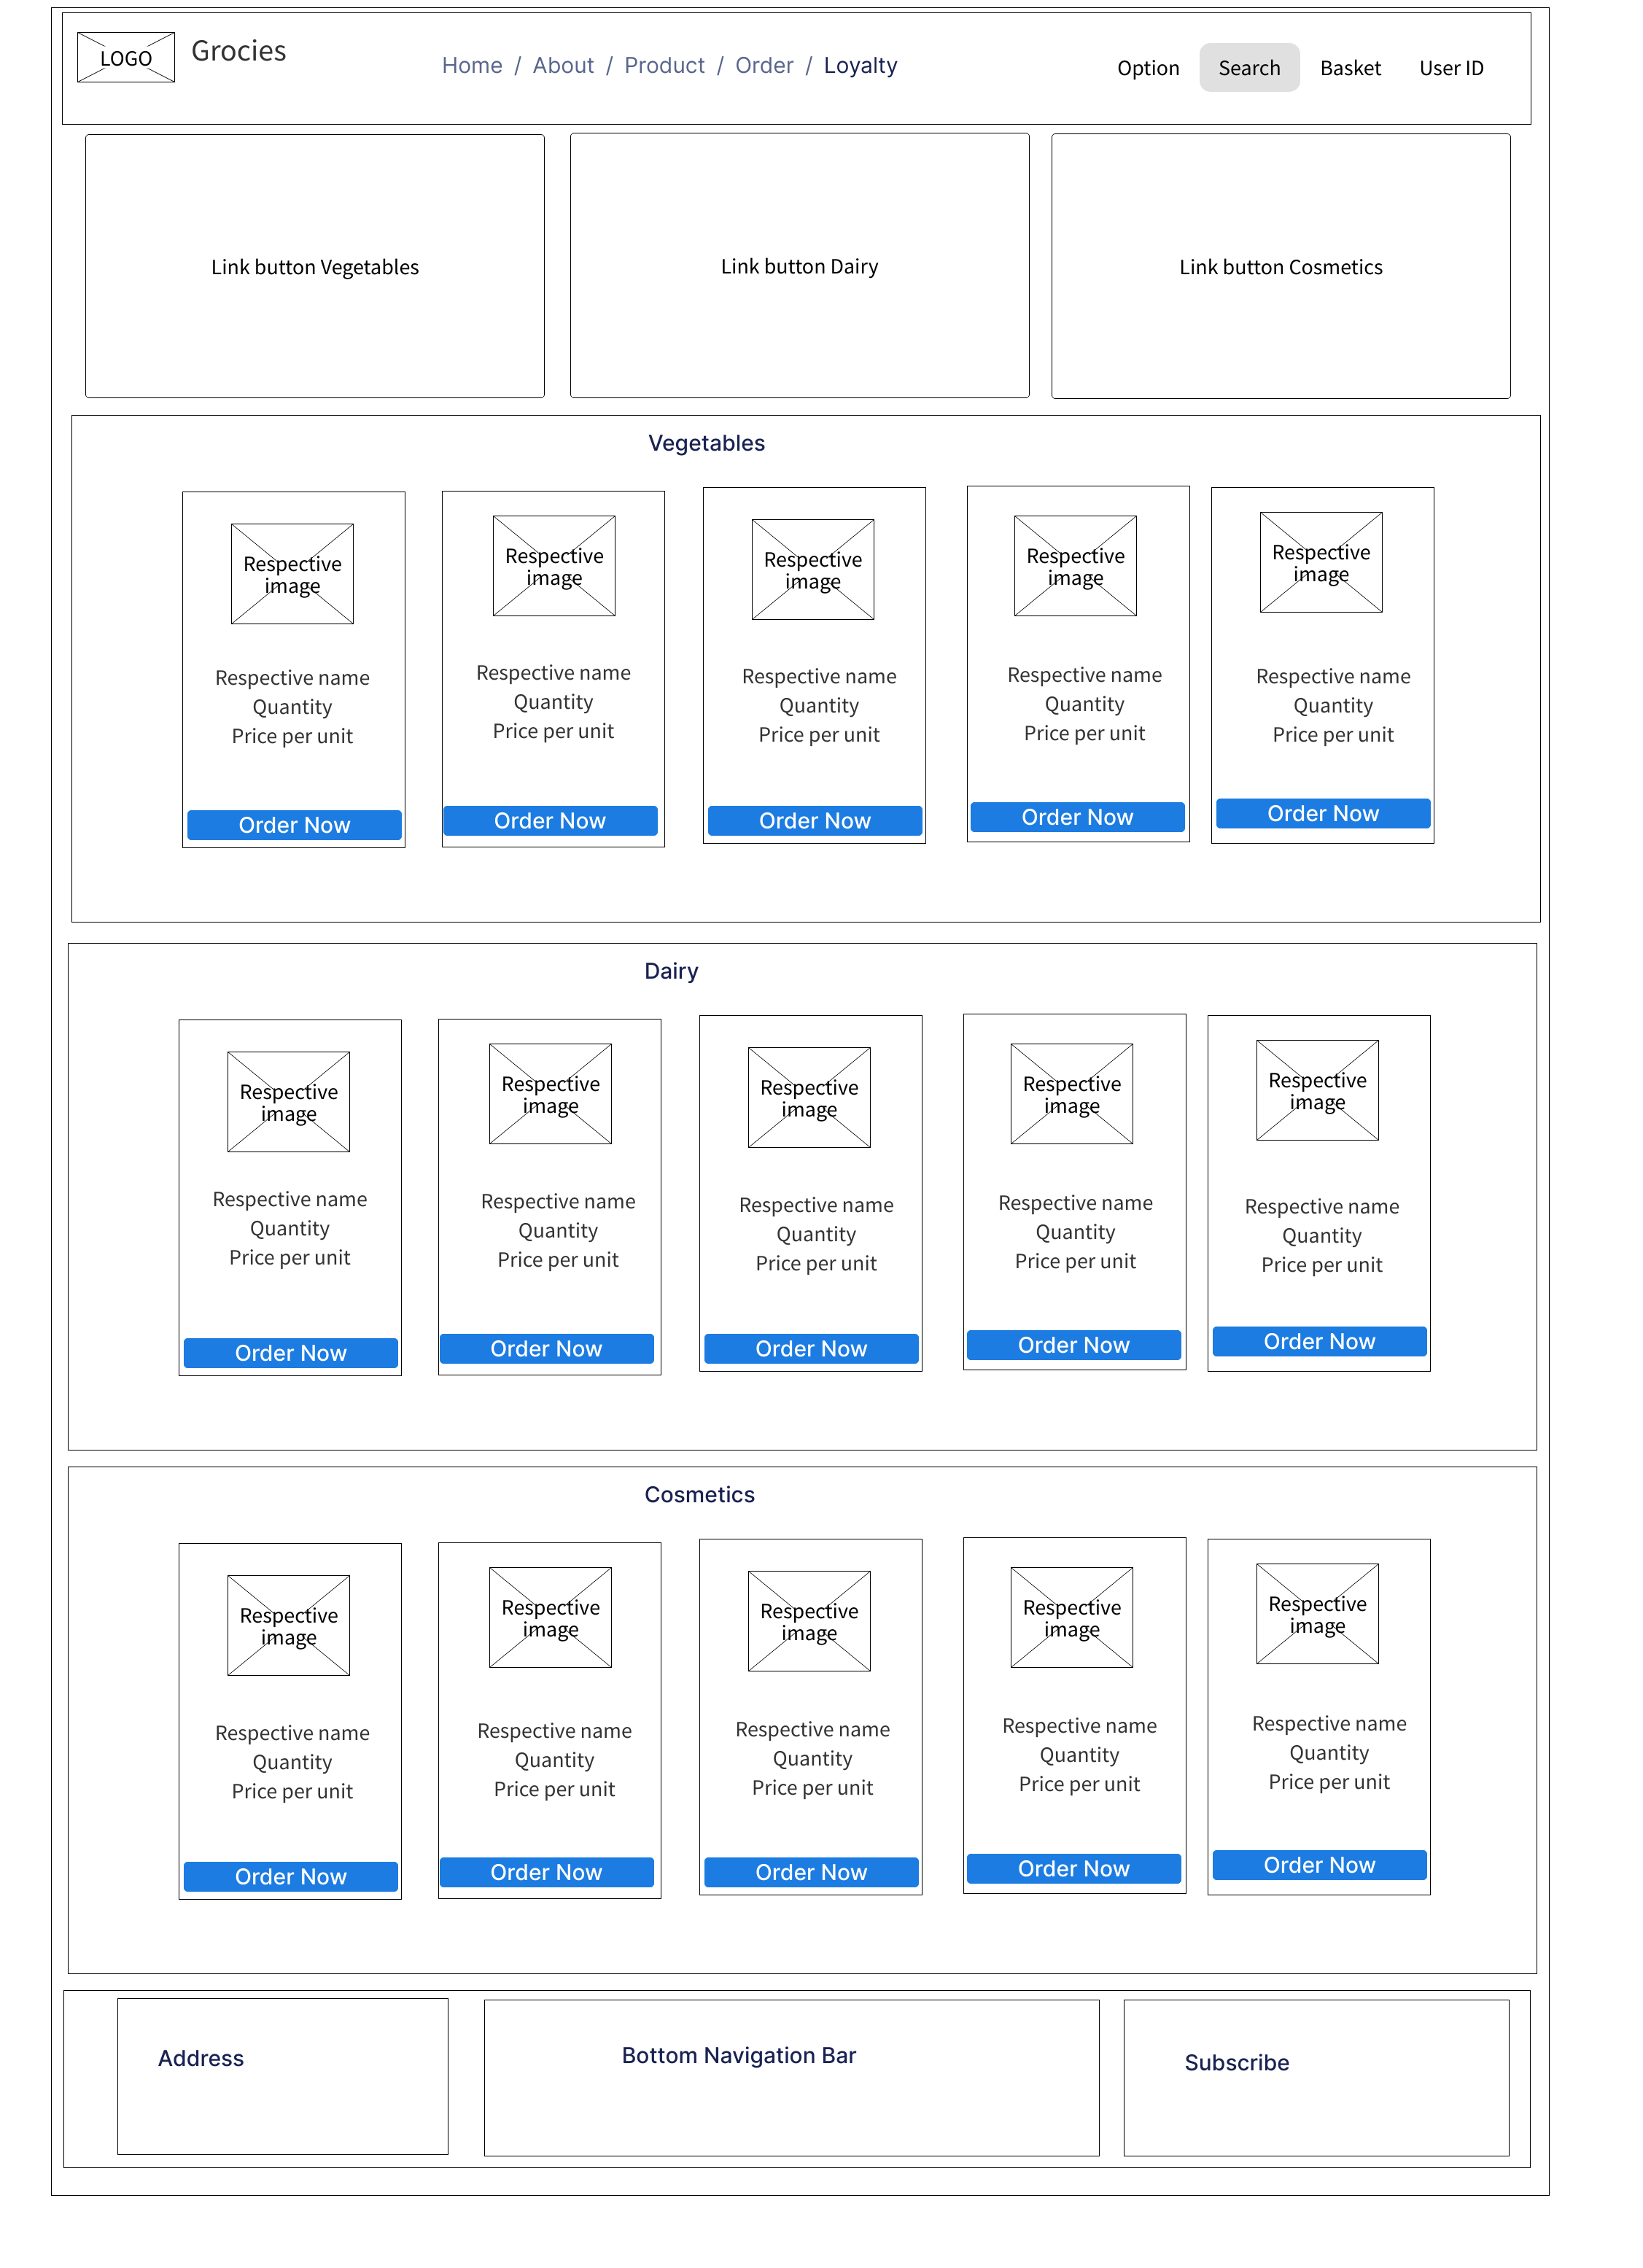 LOGO
Grocies
Home / About / Product / Order / Loyalty
Option
Search
Basket
User ID
Link button Vegetables
Link button Dairy
Link button Cosmetics
Vegetables
Respective
image
Respective name
Quantity
Price per unit
Order Now
Respective
image
Respective name
Quantity
Price per unit
Order Now
Respective
image
Respective name
Quantity
Price per unit
Order Now
Respective
image
Respective name
Quantity
Price per unit
Order Now
Respective
image
Respective name
Quantity
Price per unit
Order Now
Dairy
Respective
image
Respective name
Quantity
Price per unit
Order Now
Respective
image
Respective name
Quantity
Price per unit
Order Now
Respective
image
Respective name
Quantity
Price per unit
Order Now
Respective
image
Respective name
Quantity
Price per unit
Order Now
Respective
image
Respective name
Quantity
Price per unit
Order Now
Cosmetics
Respective
image
Respective name
Quantity
Price per unit
Order Now
Respective
image
Respective name
Quantity
Price per unit
Order Now
Respective
image
Respective name
Quantity
Price per unit
Order Now
Respective
image
Respective name
Quantity
Price per unit
Order Now
Respective
image
Respective name
Quantity
Price per unit
Order Now
Address
Bottom Navigation Bar
Subscribe